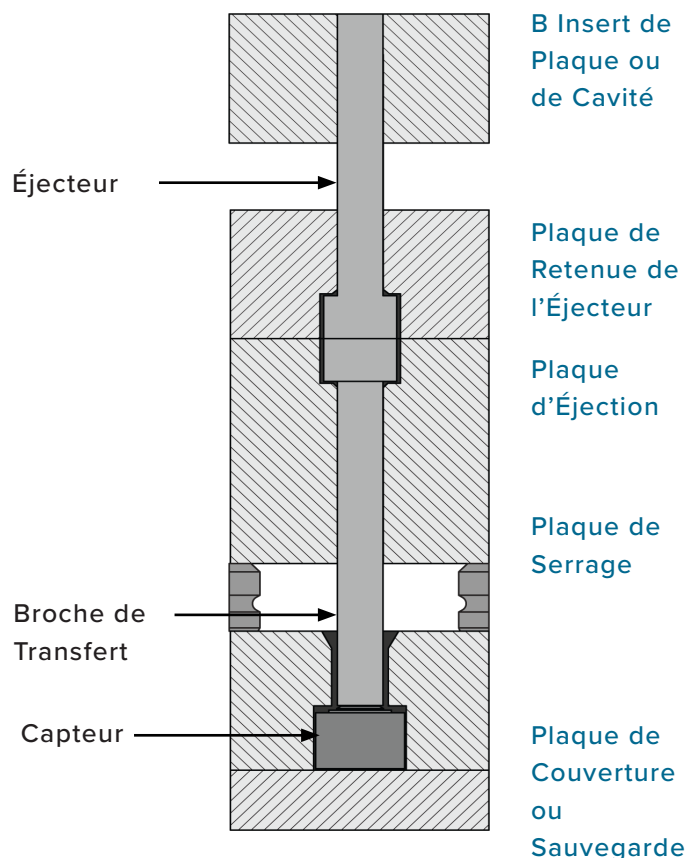 B Insert de
Plaque ou
de Cavité
Éjecteur
Plaque de
Retenue de
l’Éjecteur
Plaque
d’Éjection
Plaque de
Serrage
Broche de
Transfert
Capteur
Plaque de
Couverture
ou
Sauvegarde